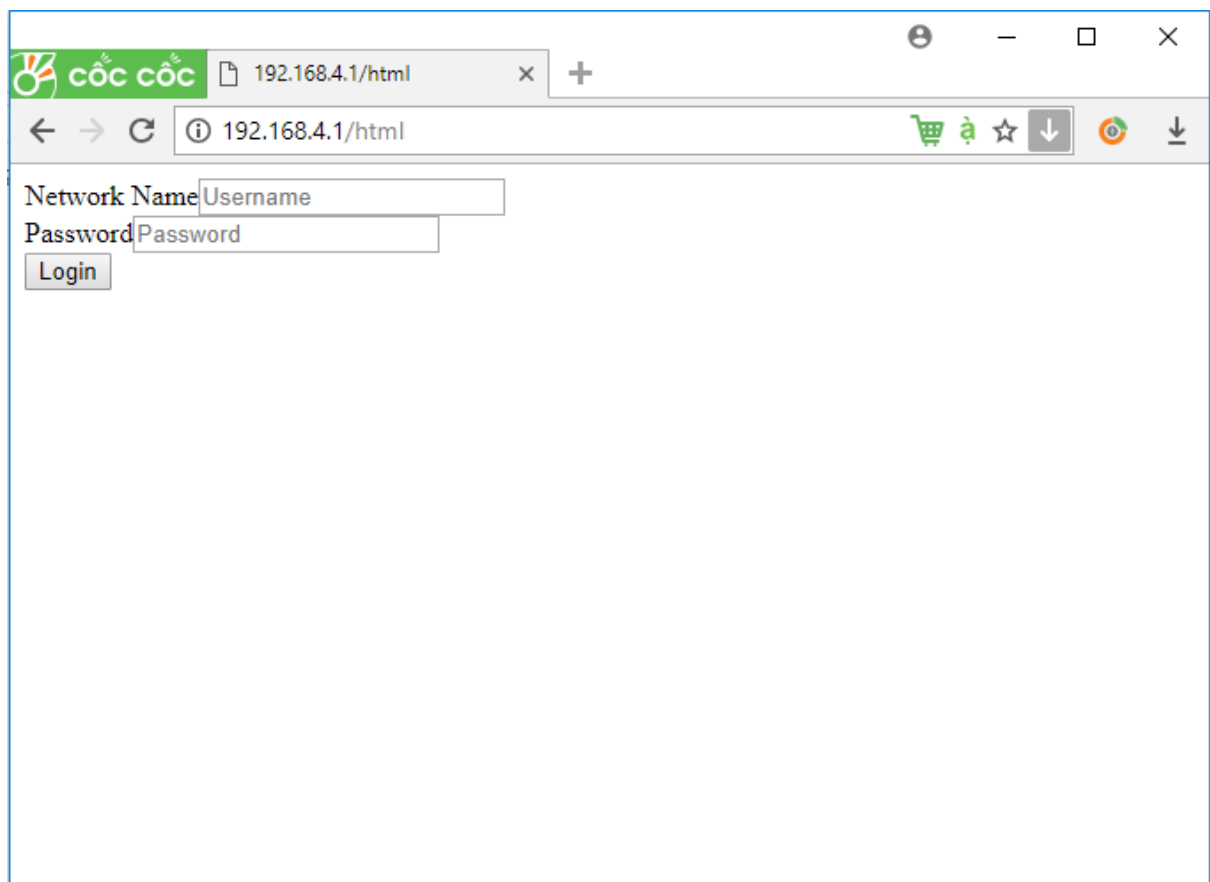 cốc cốc 192.168.4.1/html
192.168.4.1/html
Network Name Username
Password Password
Login